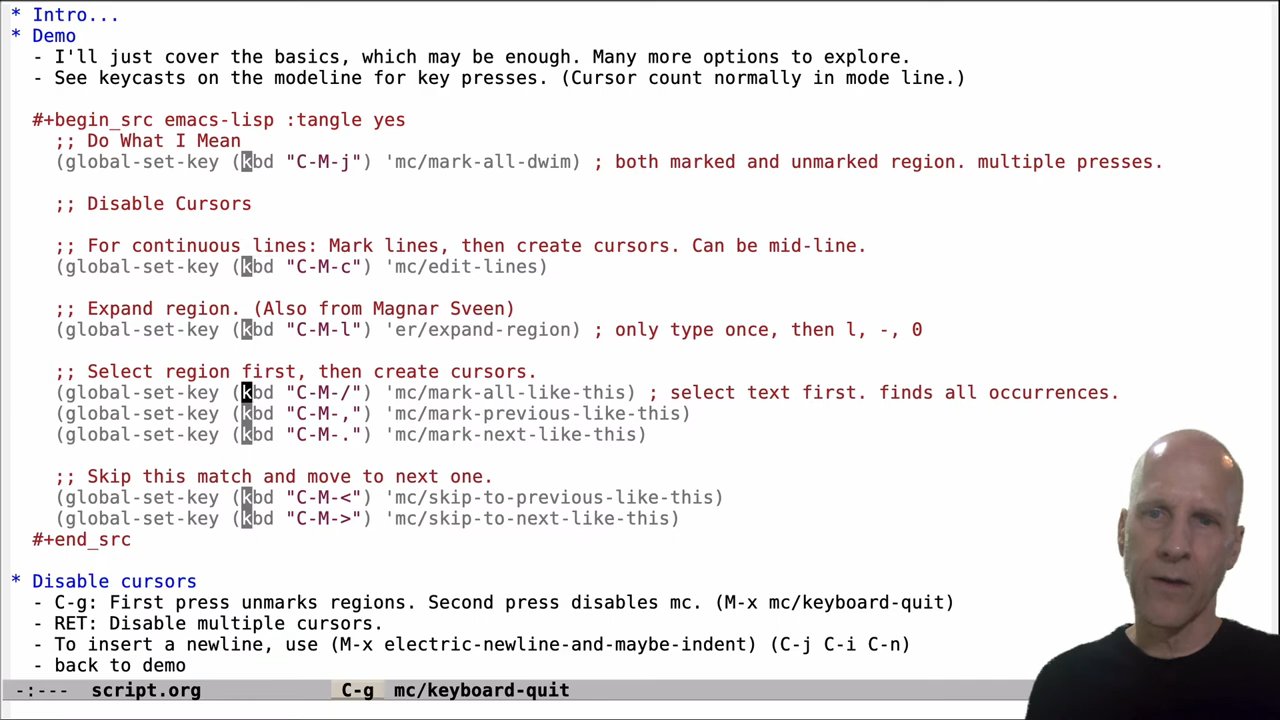 * Intro...
* Demo
- I'll just cover the basics, which may be enough. Many more options to explore.
- See keycasts on the modeline for key presses. (Cursor count normally in mode line.)
#+begin_src emacs-lisp :tangle yes
;; Do What I Mean
(global-set-key (kbd "C-M-j") 'mc/mark-all-dwim) ; both marked and unmarked region. multiple presses.
;; Disable Cursors
;; For continuous lines: Mark lines, then create cursors. Can be mid-line.
(global-set-key (kbd "C-M-c") 'mc/edit-lines)
;; Expand region. (Also from Magnar Sveen)
(global-set-key (kbd "C-M-l") 'er/expand-region) ; only type once, then l, -, 0
;; Select region first, then create cursors.
(global-set-key (kbd "C-M-/") 'mc/mark-all-like-this) ; select text first. finds all occurrences.
(global-set-key (kbd "C-M-,") 'mc/mark-previous-like-this)
(global-set-key (kbd "C-M-.") 'mc/mark-next-like-this)
;; Skip this match and move to next one.
(global-set-key (kbd "C-M-<") 'mc/skip-to-previous-like-this)
(global-set-key (kbd "C-M->") 'mc/skip-to-next-like-this)
#+end_src
* Disable cursors
- C-g: First press unmarks regions. Second press disables mc. (M-x mc/keyboard-quit)
- RET: Disable multiple cursors.
- To insert a newline, use (M-x electric-newline-and-maybe-indent) (C-j C-i C-n)
- back to demo
-:--- script.org C-g mc/keyboard-quit